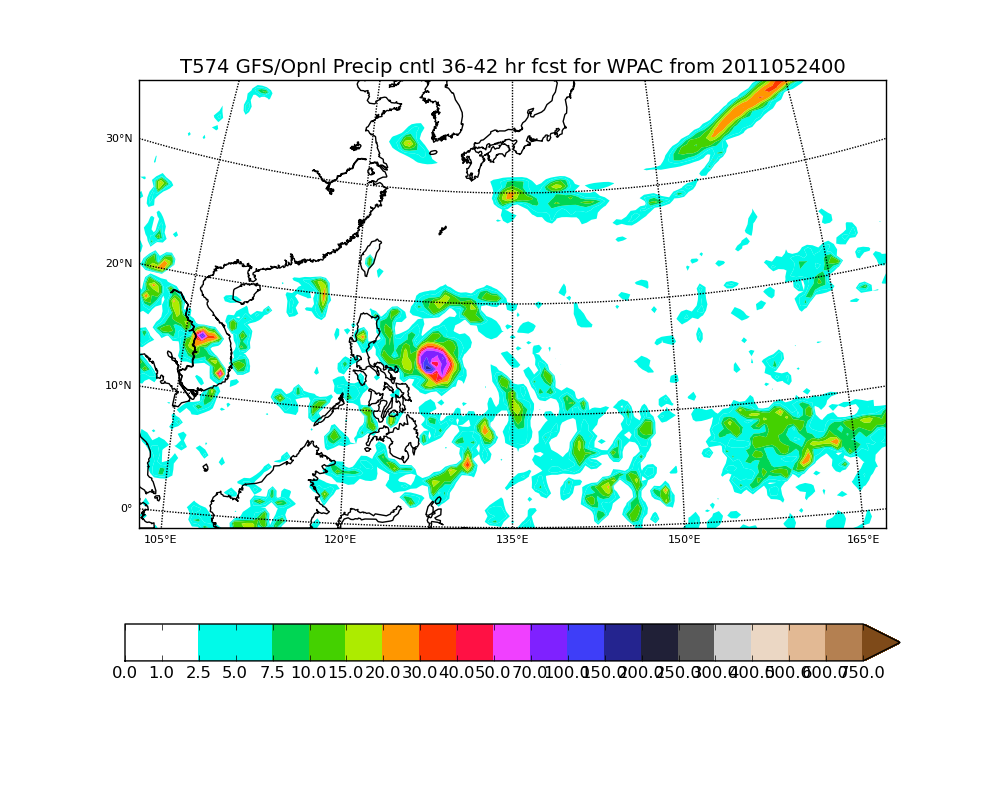 T574 GFS/Opnl Precip cntl 36-42 hr fcst for WPAC from 2011052400
30°N
20°N
10°N
0°
105°E 120°E 135°E 150°E 165°E
0.0 1.0 2.5 5.0 7.5 10.0 15.0 20.0 30.0 40.0 50.0 70.0 100.0 150.0 200.0 250.0 300.0 400.0 500.0 600.0 750.0